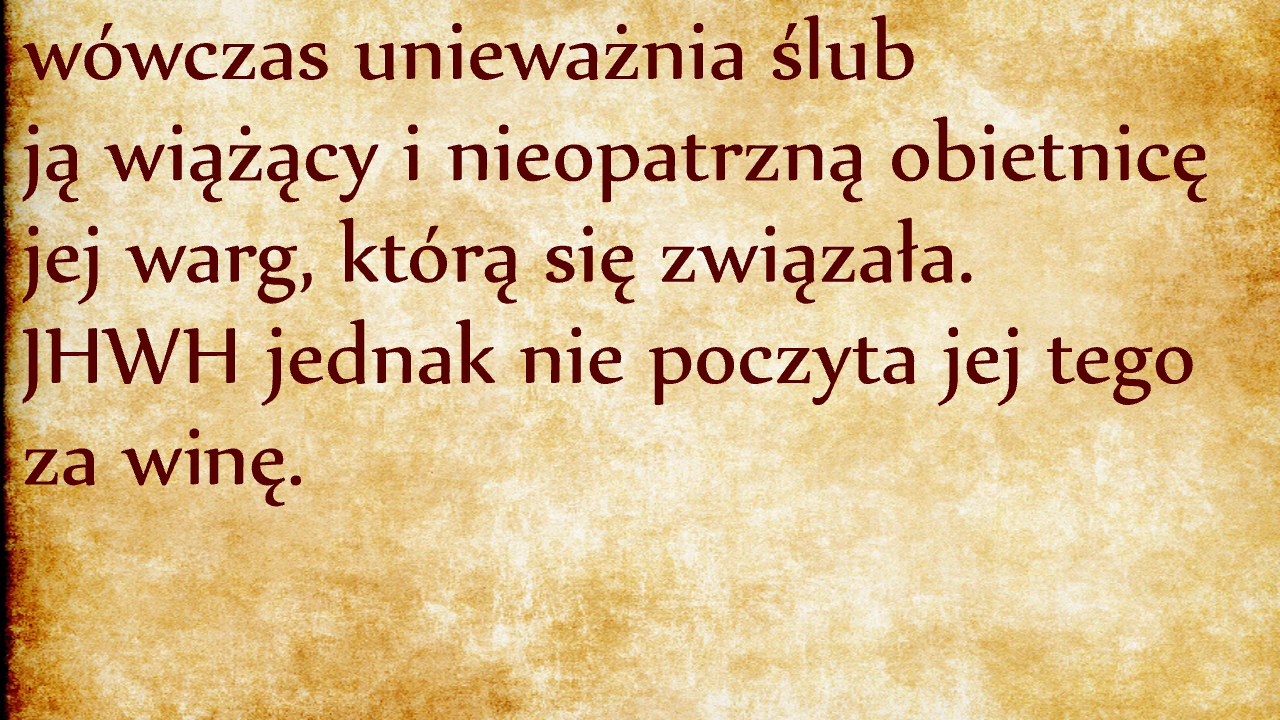 wówczas unieważnia ślub
ją wiążący i nieopatrzną obietnicę
jej warg, którą się związała.
JHWH jednak nie poczyta jej tego
za winę.